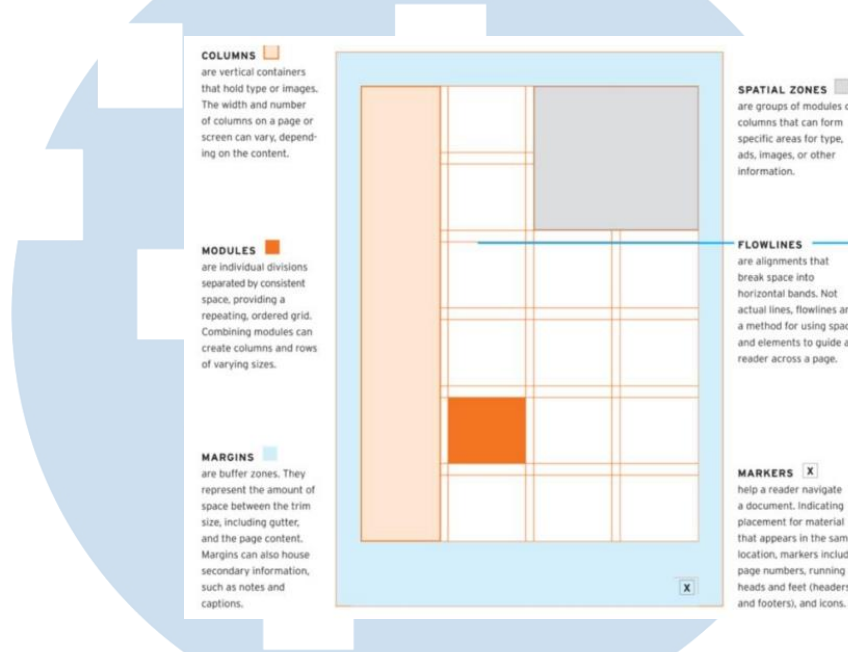 COLUMNS
are vertical containers
that hold type or images.
The width and number
of columns on a page or
screen can vary, depend-
ing on the content.
MODULES
are individual divisions
separated by consistent
space, providing a
repeating, ordered grid.
Combining modules can
create columns and rows
of varying sizes.
MARGINS
are buffer zones. They
represent the amount of
space between the trim
size, including gutter,
and the page content.
Margins can also house
secondary information,
such as notes and
captions.
X
SPATIAL ZONES
are groups of modules
columns that can form
specific areas for type,
ads, images, or other
information.
FLOWLINES
are alignments that
break space into
horizontal bands. Not
actual lines, flowlines
a method for using
and elements to guide
reader across a page.
MARKERS X
help a reader navigate
a document. Indicating
placement for material
that appears in the
location, markers
page numbers, running
heads and feet
and footers), and icons.